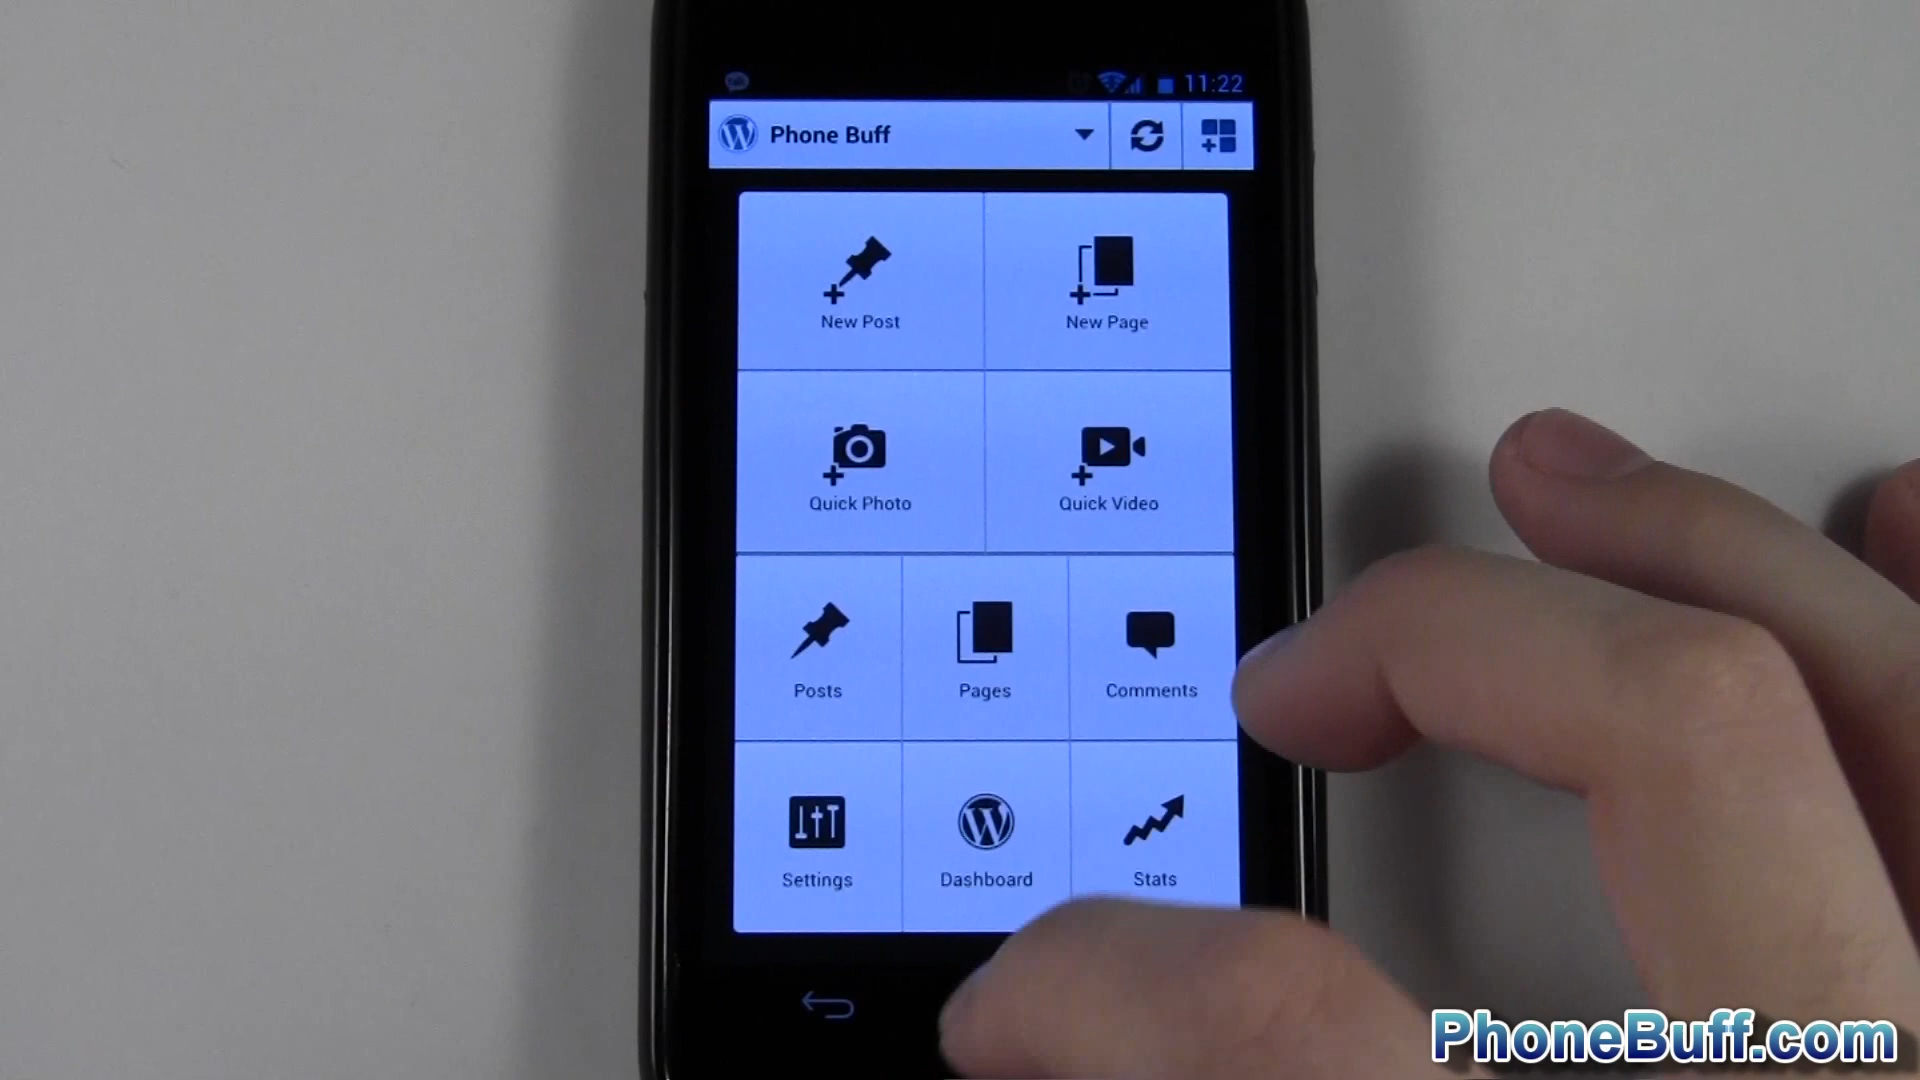 11:22
Phone Buff
New Post
New Page
Quick Photo
Quick Video
Posts
Pages
Comments
Settings
Dashboard
Stats
PhoneBuff.com